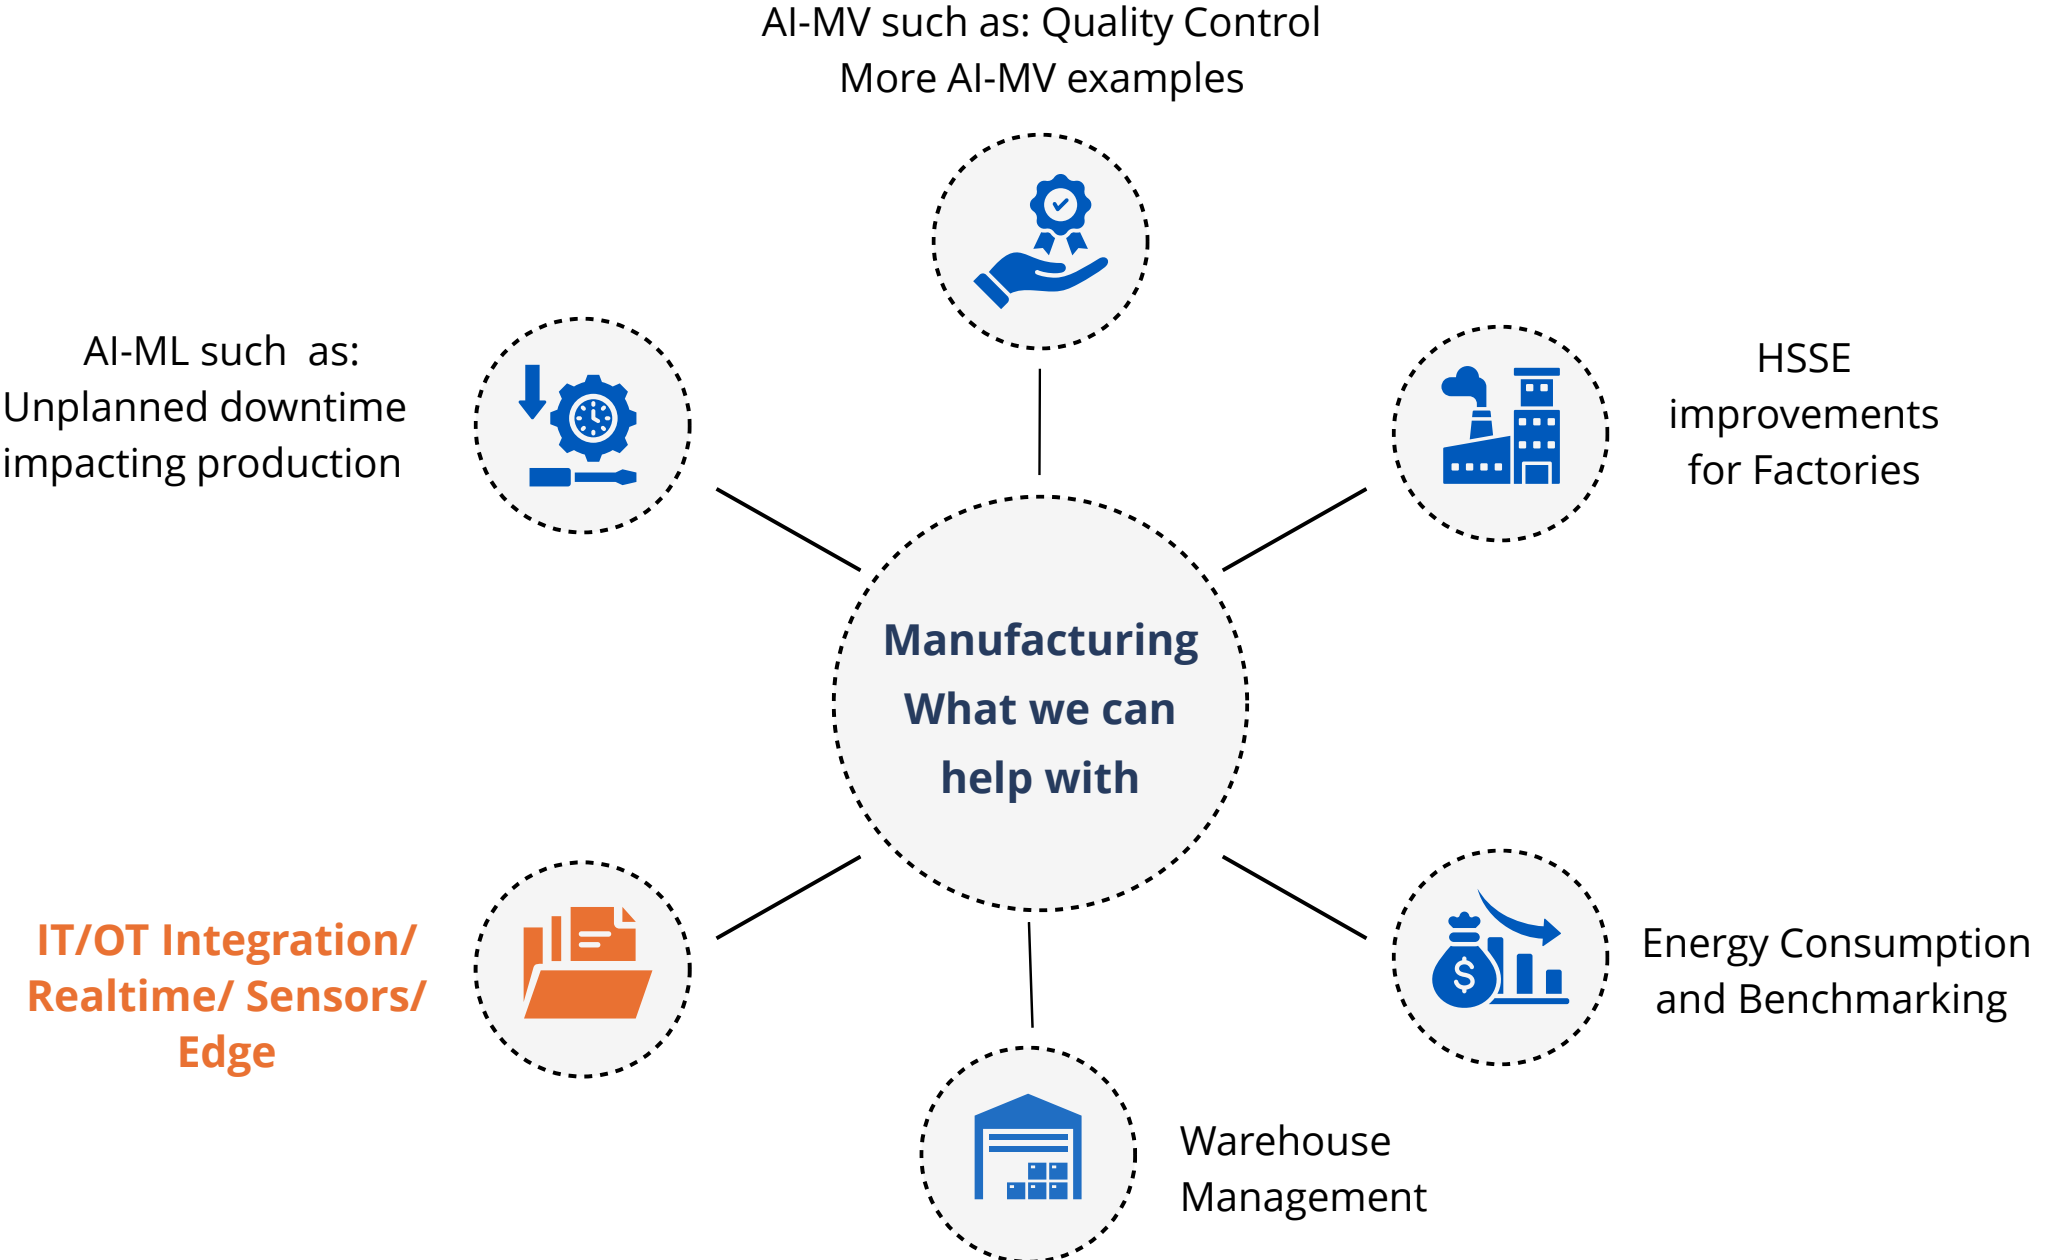 AI-MV such as: Quality Control
More AI-MV examples
AI-ML such  as:
Unplanned downtime
impacting production
HSSE
improvements
for Factories
Manufacturing
What we can
help with
IT/OT Integration/
Realtime/ Sensors/
Edge
$
Energy Consumption
and Benchmarking
Warehouse
Management